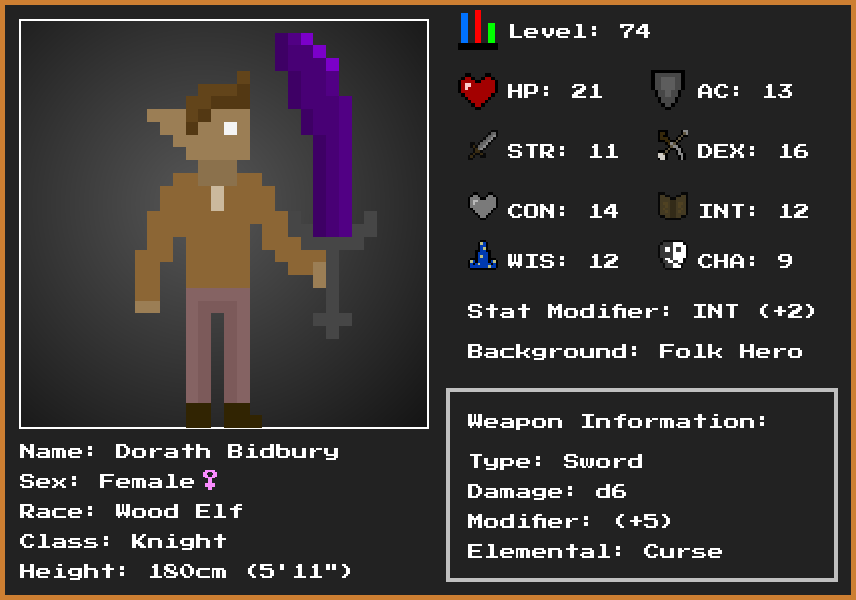 Level: 74
HP: 21 AC: 13
STR: 11 DEX: 16
CON: 14 INT: 12
WIS: 12 CHA: 9
Stat Modifier: INT (+2)
Background: Folk Hero
Weapon Information:
Type: Sword
Damage: d6
Modifier: (+5)
Elemental: Curse
Name: Dorath Bidbury
Sex: Female♀
Race: Wood Elf
Class: Knight
Height: 180cm (5'11")